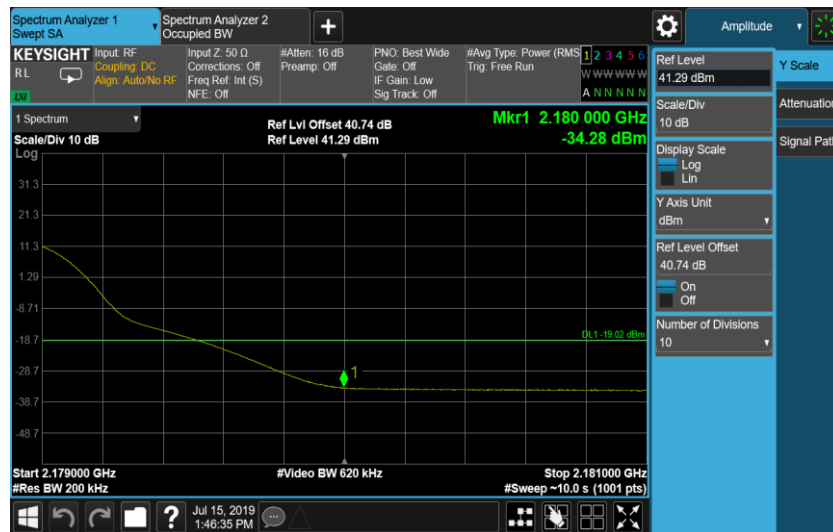 Spectrum Analyzer 1
Swept SA
Spectrum Analyzer 2
Occupied BW
+
KEYSIGHT
RL
LXI
Input: RF
Coupling: DC
Align: Auto/No RF
Input Z: 50 Ω
Corrections: Off
Freq Ref: Int (S)
NFE: Off
#Atten: 16 dB
Preamp: Off
PNO: Best Wide
Gate: Off
IF Gain: Low
Sig Track: Off
#Avg Type: Power (RMS
Trig: Free Run
1 2 3 4 5 6
W W W W W W
A N N N N N
1 Spectrum
Scale/Div 10 dB
Ref Lvl Offset 40.74 dB
Ref Level 41.29 dBm
Mkr1 2.180 000 GHz
-34.28 dBm
Log
31.3
21.3
11.3
1.29
-8.71
-18.7
-28.7
-38.7
-48.7
DL1 -19.02 dBm
1
Start 2.179000 GHz
#Res BW 200 kHz
#Video BW 620 kHz
Stop 2.181000 GHz
#Sweep ~10.0 s (1001 pts)
?
Jul 15, 2019
1:46:35 PM
Amplitude
Ref Level
41.29 dBm
Scale/Div
10 dB
Display Scale
Log
Lin
Y Axis Unit
dBm
Ref Level Offset
40.74 dB
On
Off
Number of Divisions
10
Y Scale
Attenuation
Signal Path